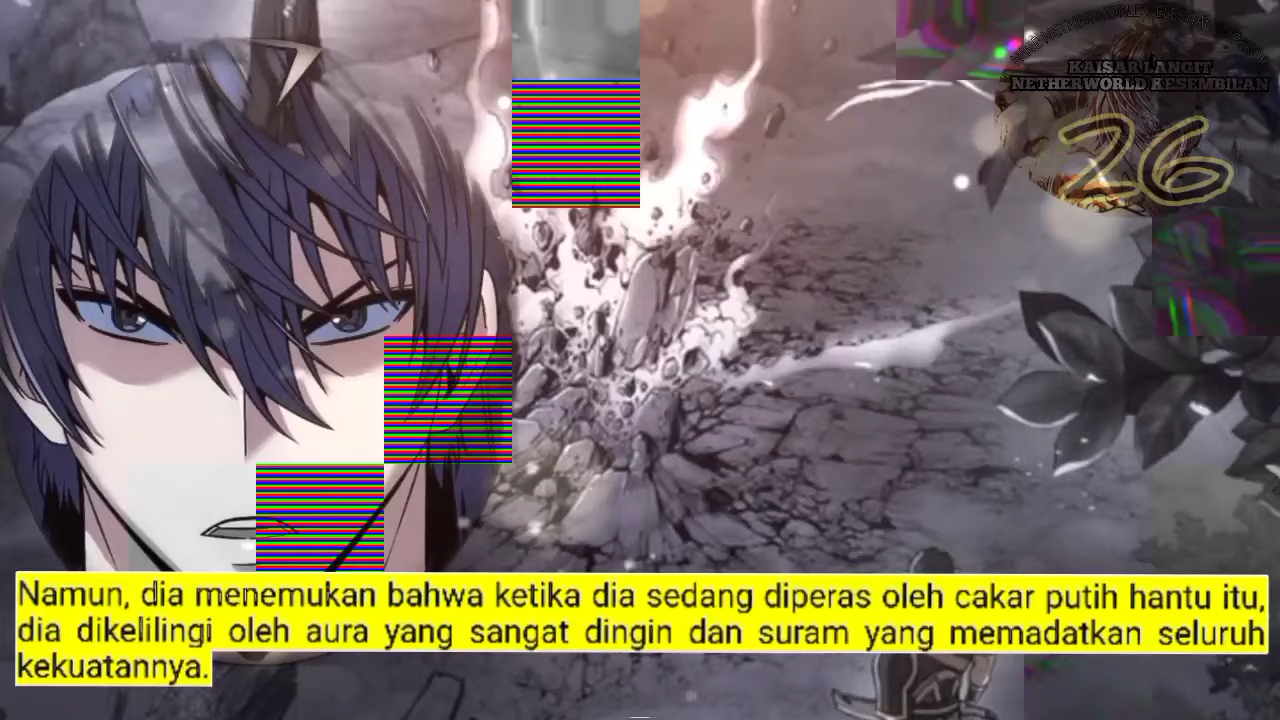 KAISAR LANGIT
NETHERWORLD KESEMBILAN
26
Namun, dia menemukan bahwa ketika dia sedang diperas oleh cakar putih hantu itu,
dia dikelilingi oleh aura yang sangat dingin dan suram yang memadatkan seluruh
kekuatannya.